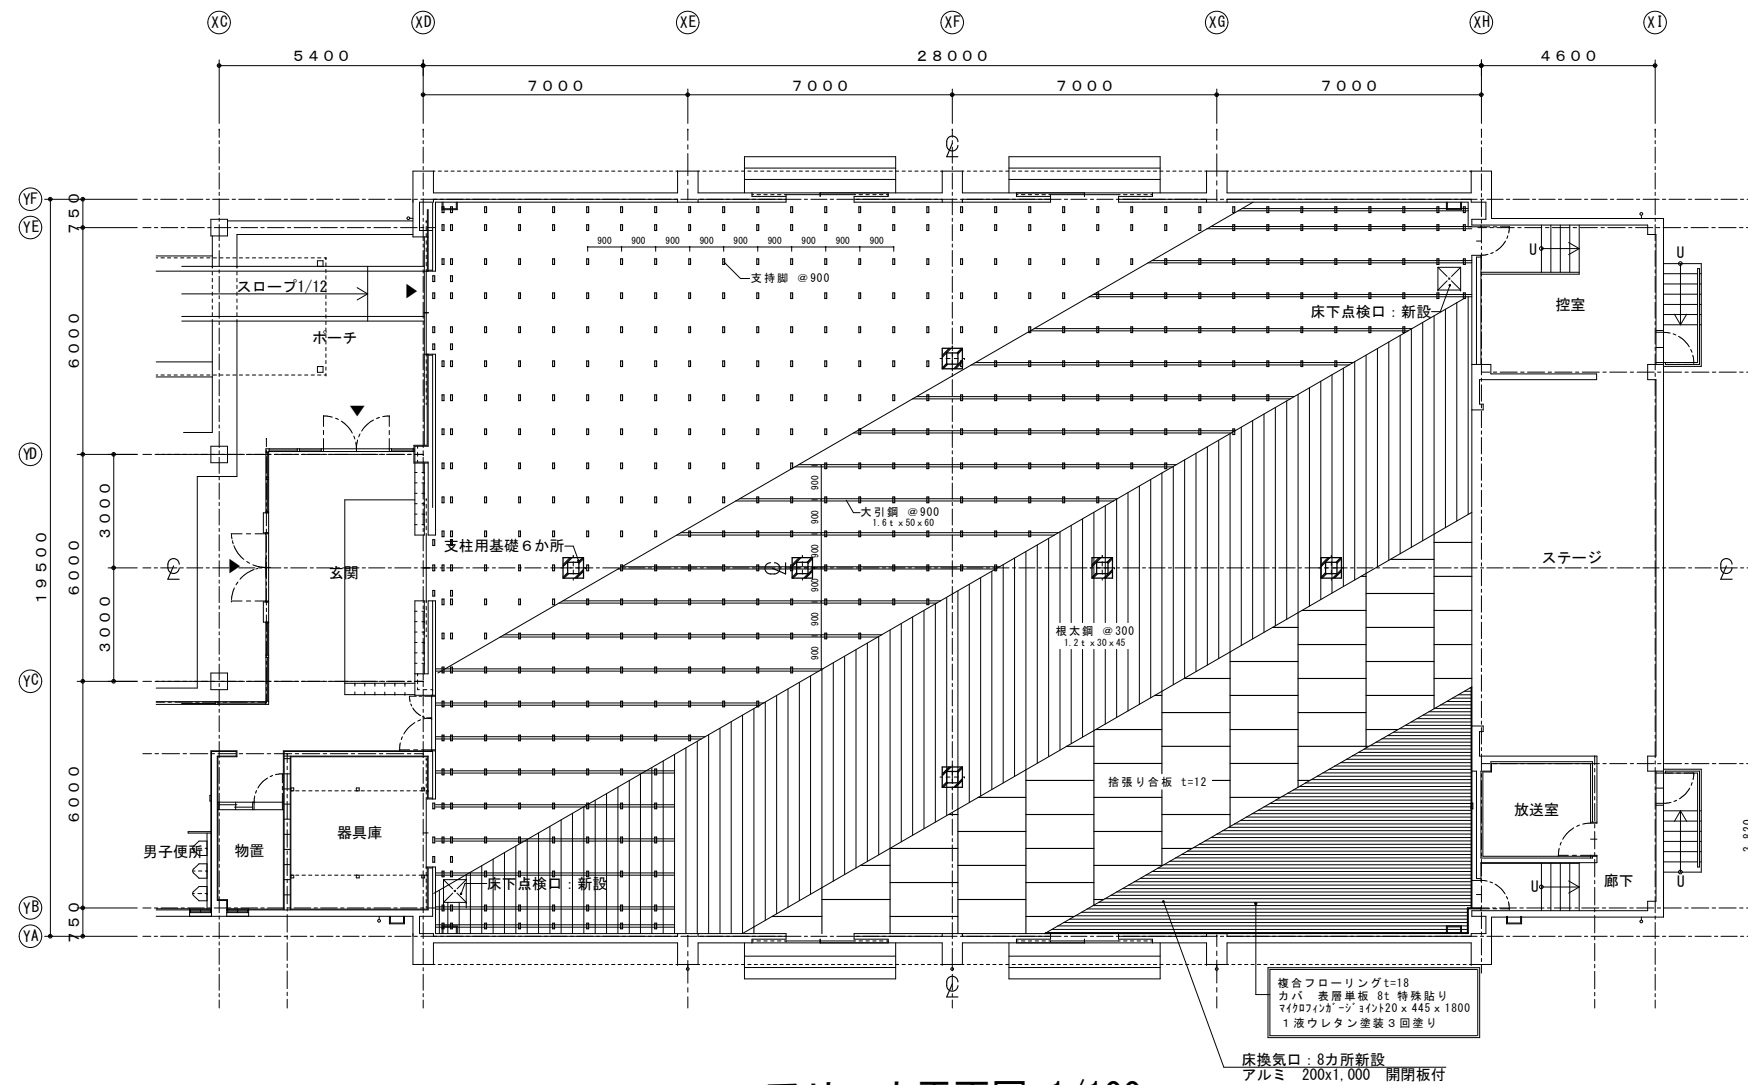 XC
XD
XE
XF
XG
XH
XI
5400
28000
4600
7000
7000
7000
7000
YF
YE
YD
YC
YB
YA
750
6000
6000
6000
750
19500
3000
3000
900 900 900 900 900 900 900 900 900
支持脚 @900
スロープ1/12
ポーチ
床下点検口：新設
控室
U
U
大引鋼 @900
1.6t x50x60
900
900
900
900
900
900
支柱用基礎６か所
玄関
ステージ
根太鋼 @300
1.2t x30x45
捨張り合板 t=12
放送室
器具庫
物置
男子便所
床下点検口：新設
廊下
U
U
複合フローリングt=18
カバ 表層単板 8t 特殊貼り
マイクロフィンガージョイント20 x 445 x 1800
１液ウレタン塗装３回塗り
床換気口：8カ所新設
アルミ 200x1,000 開閉板付